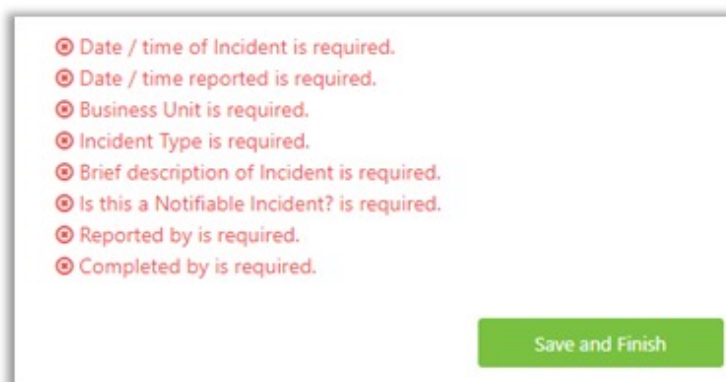 Date / time of Incident is required.
Date / time reported is required.
Business Unit is required.
Incident Type is required.
Brief description of Incident is required.
Is this a Notifiable Incident? is required.
Reported by is required.
Completed by is required.
Save and Finish